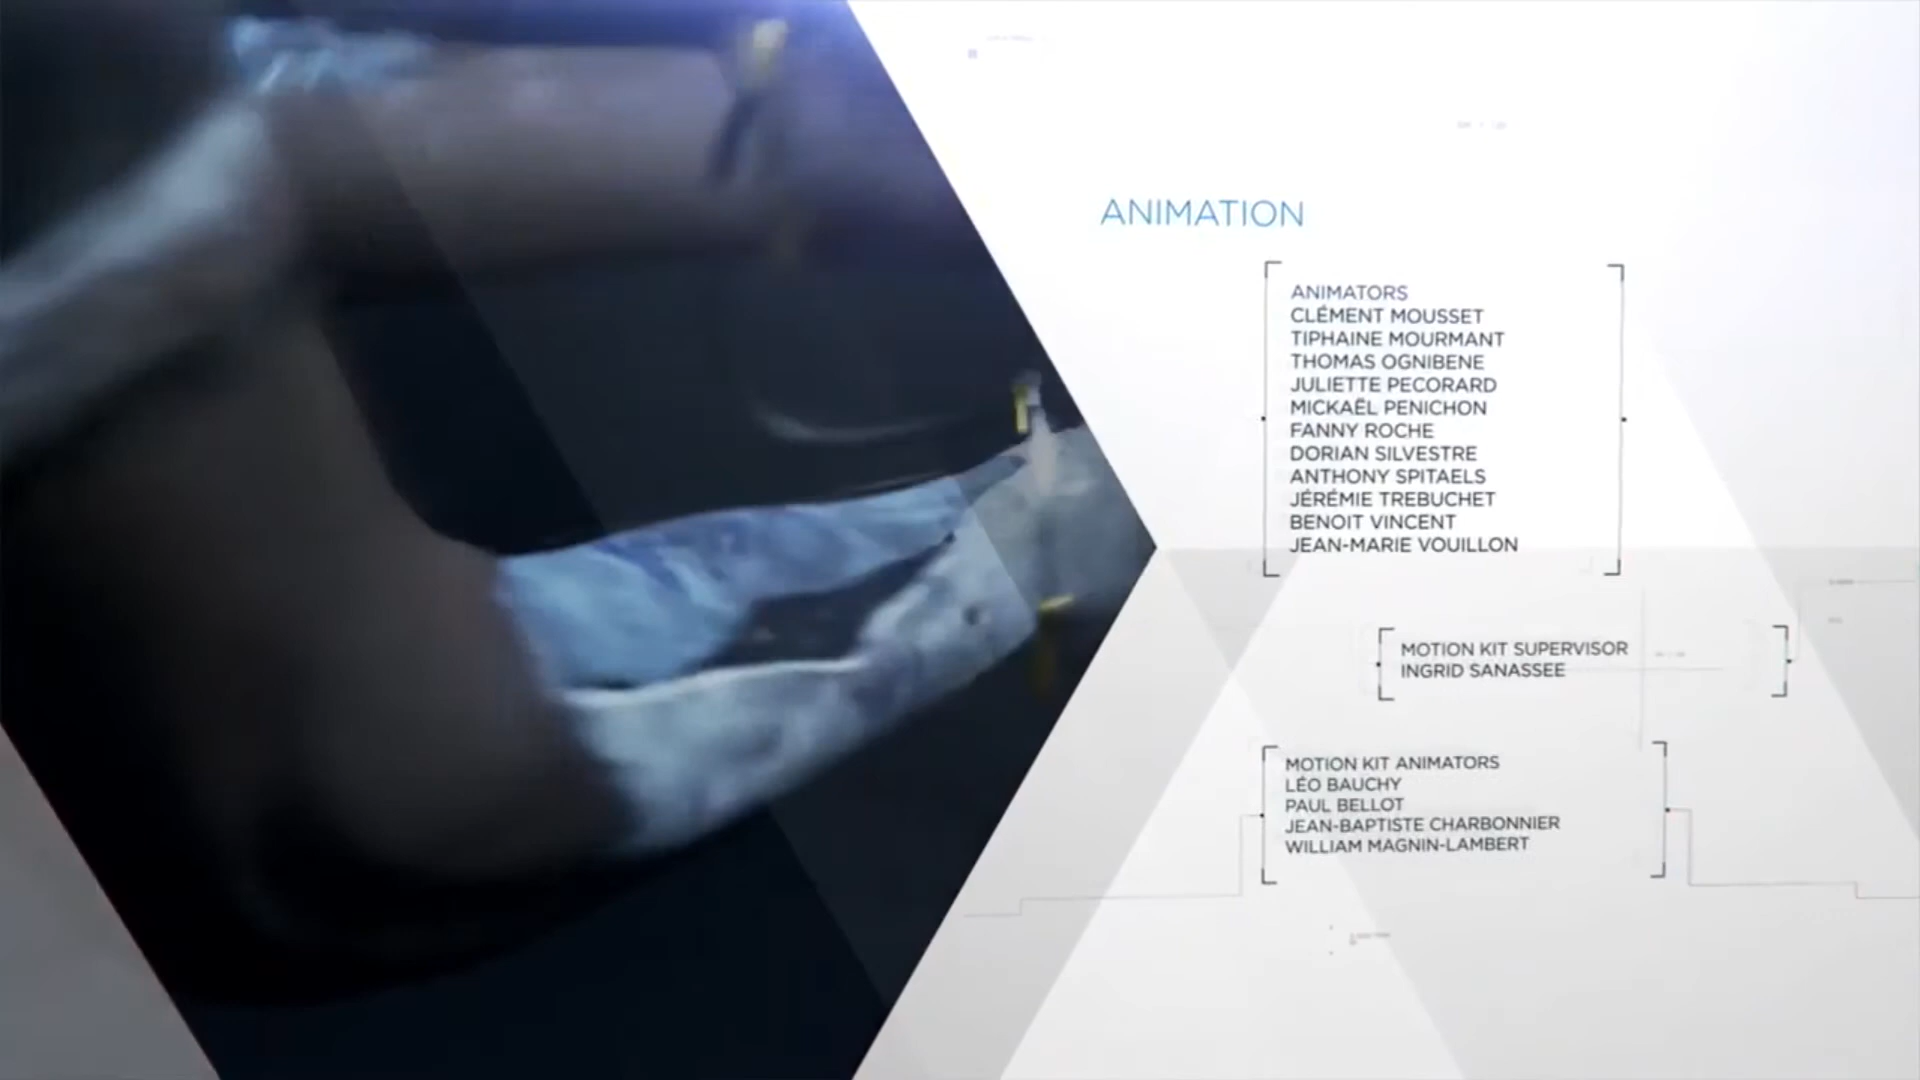 ANIMATION
ANIMATORS
CLÉMENT MOUSSET
TIPHAINE MOURMANT
THOMAS OGNIBENE
JULIETTE PECORARD
MICKAËL PENICHON
FANNY ROCHE
DORIAN SILVESTRE
ANTHONY SPITAELS
JÉRÉMIE TREBUCHET
BENOIT VINCENT
JEAN-MARIE VOUILLON
MOTION KIT SUPERVISOR
INGRID SANASSEE
MOTION KIT ANIMATORS
LÉO BAUCHY
PAUL BELLOT
JEAN-BAPTISTE CHARBONNIER
WILLIAM MAGNIN-LAMBERT